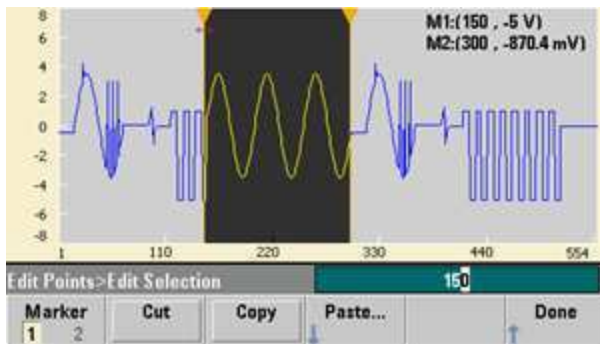 8
6
4
2
0
-2
-4
-6
-8
M1:(150 , -5 V)
M2:(300 , -870.4 mV)
1 110 220 330 440 554
Edit Points>Edit Selection 150
Marker Cut Copy Paste... Done
1 2